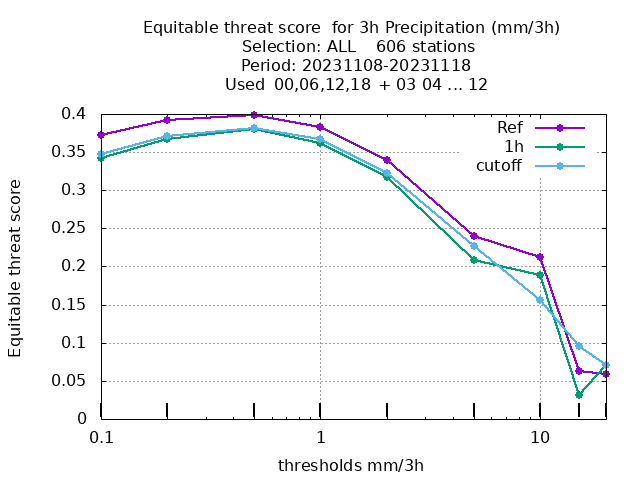 Equitable threat score  for 3h Precipitation (mm/3h)
Selection: ALL    606 stations
Period: 20231108-20231118
Used  00,06,12,18 + 03 04 ... 12
0.4
0.35
0.3
0.25
0.2
0.15
0.1
0.05
0
Equitable threat score
Ref
1h
cutoff
0.1
1
10
thresholds mm/3h